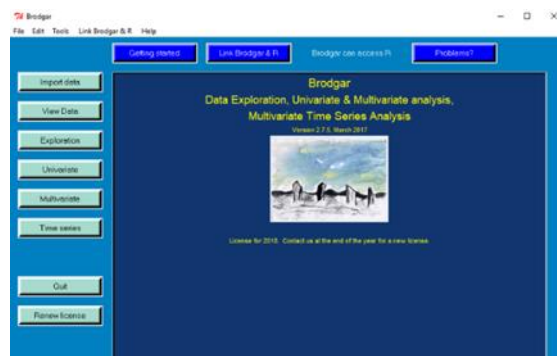 Brodgar
File Edit Tools Link Brodgar & R Help
Getting started Link Brodgar & R Brodgar can access R Problems?
Import data
View Data
Exploration
Univariate
Multivariate
Time series
Quit
Renew license
Brodgar
Data Exploration, Univariate & Multivariate analysis,
Multivariate Time Series Analysis
Version 2.7.5, March 2017
License for 2018. Contact us at the end of the year for a new license.